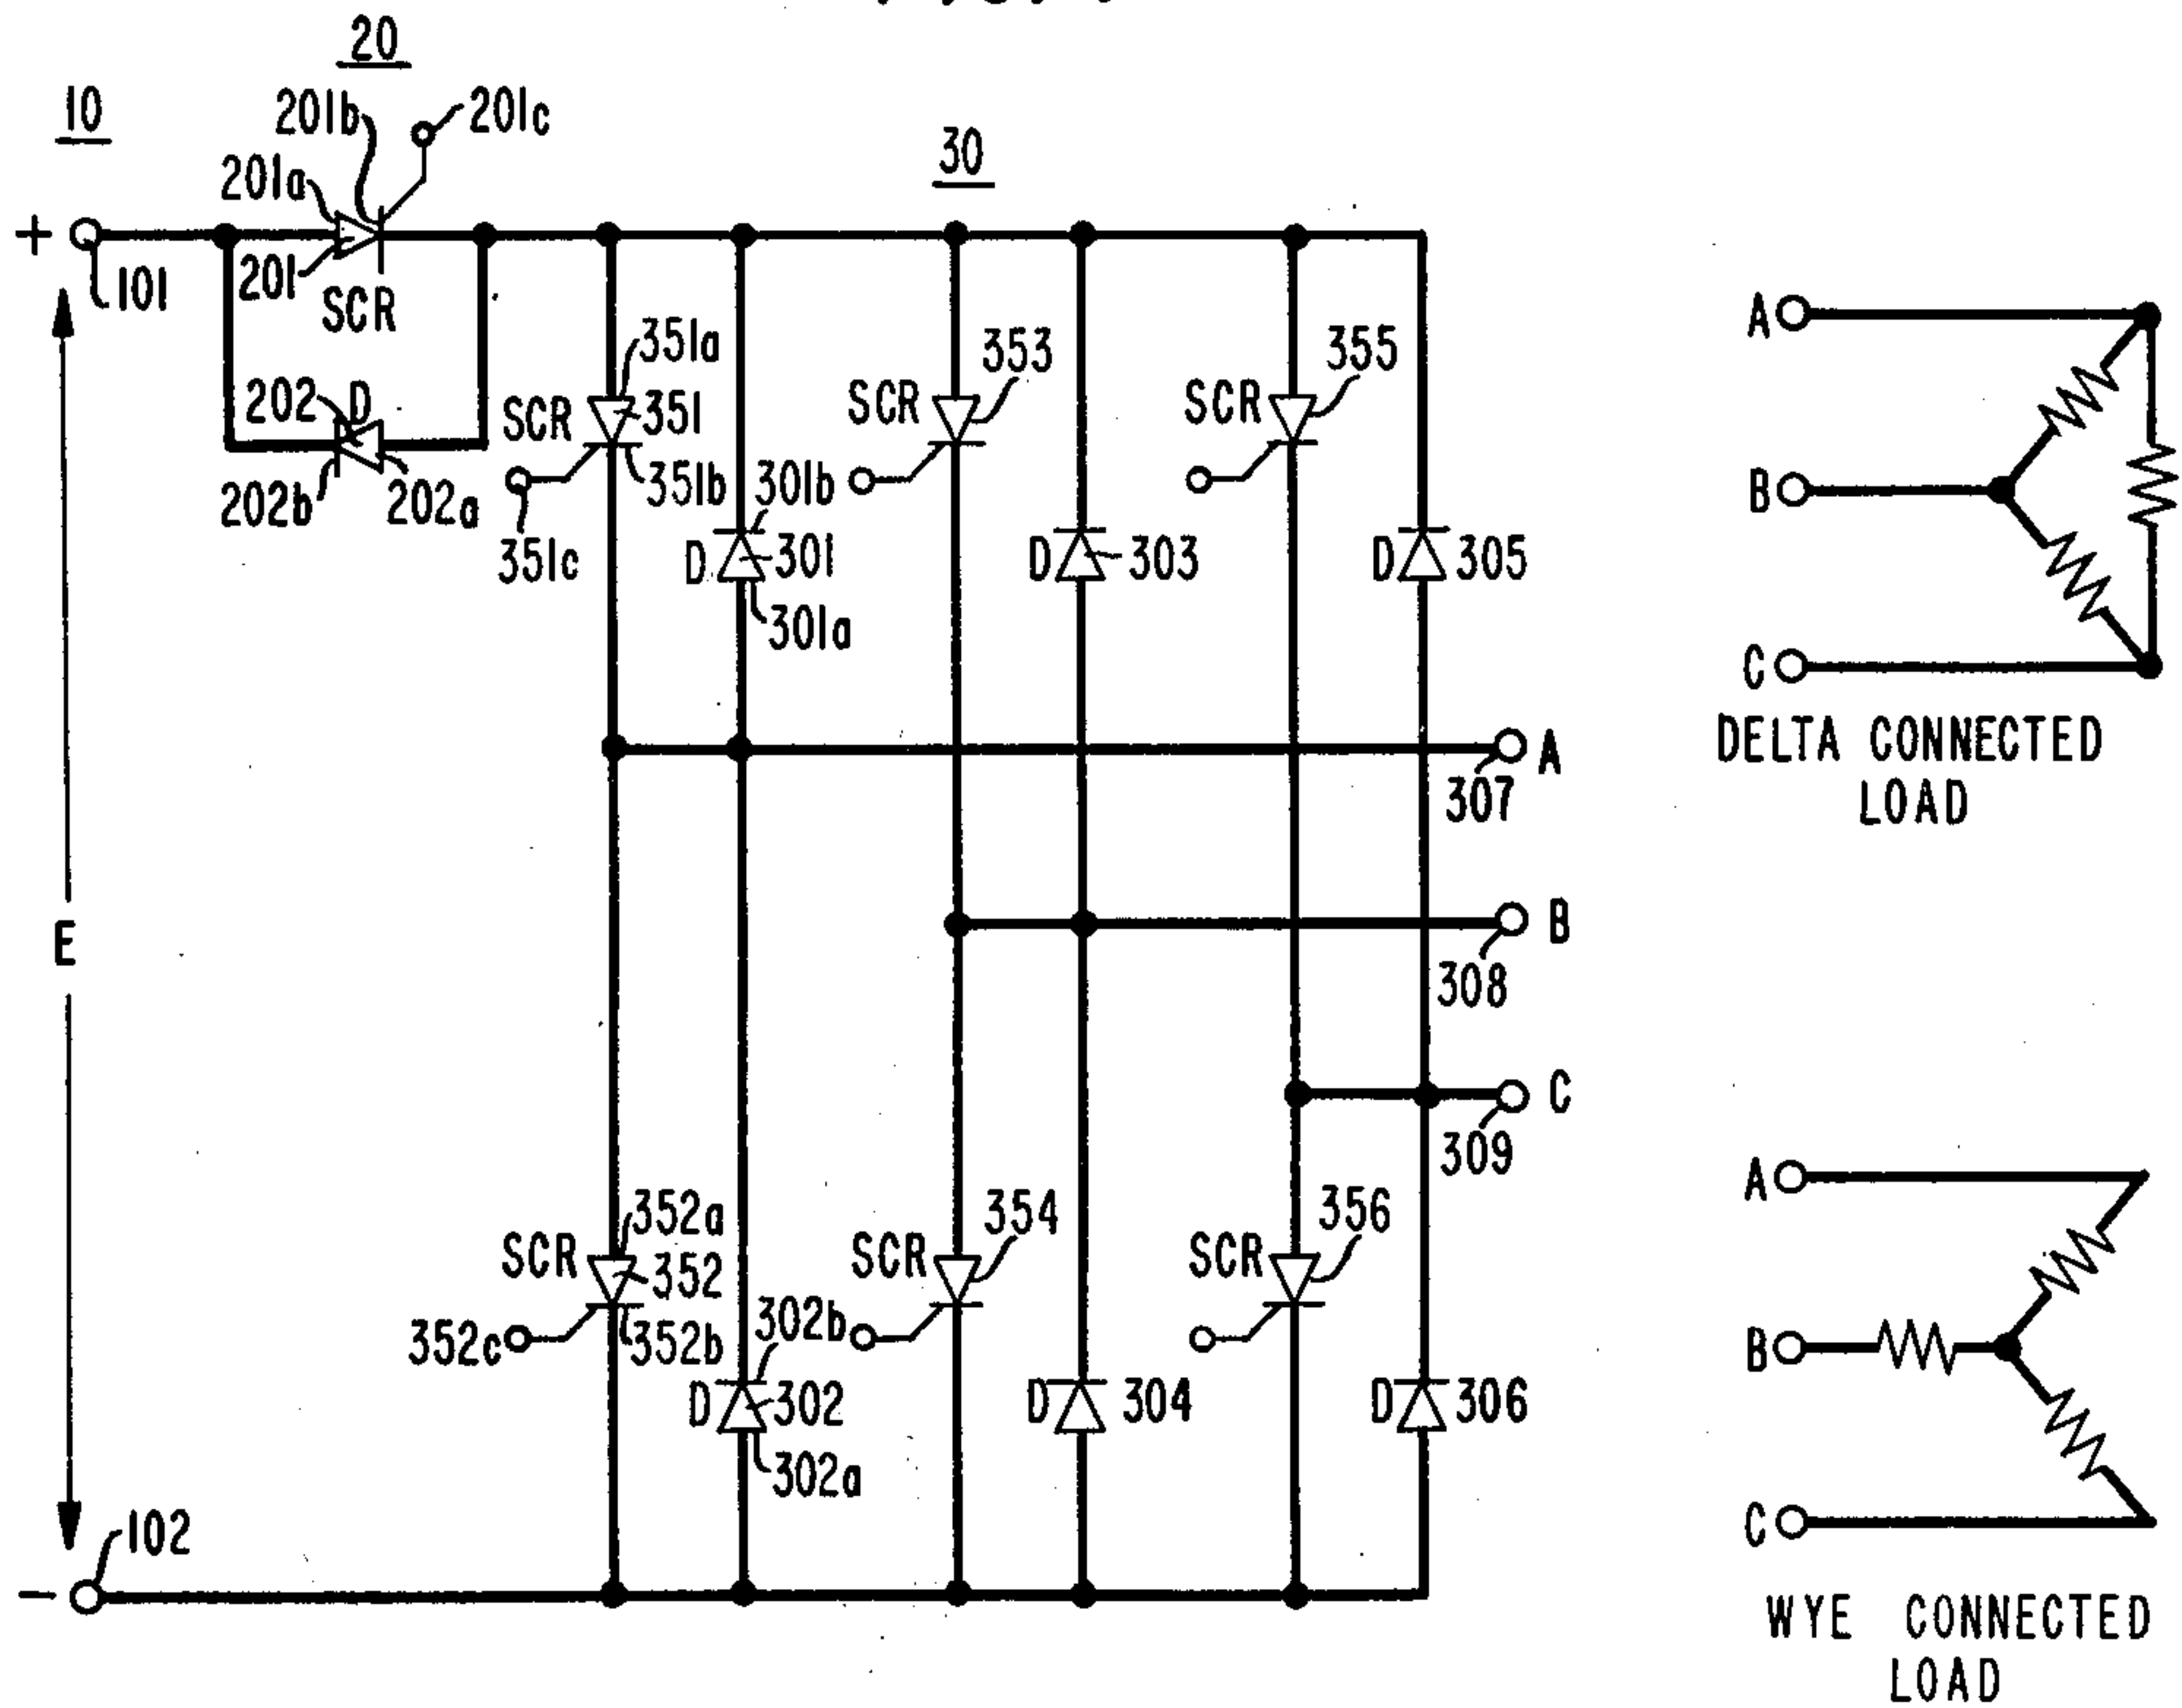 20
10
201b
201c
201a
30
+
101
201
SCR
351a
353
355
A
202
D
SCR
351
SCR
SCR
202b
202a
351b
301b
B
351c
D
301
D
303
D
305
301a
C
A
307
DELTA CONNECTED
LOAD
E
B
308
C
309
A
352a
354
356
SCR
352
SCR
SCR
352c
352b
302b
B
D
302
D
304
D
306
302a
C
102
-
WYE CONNECTED
LOAD